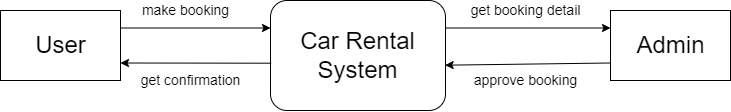 make booking
get booking detail
User
Car Rental
System
Admin
get confirmation
approve booking